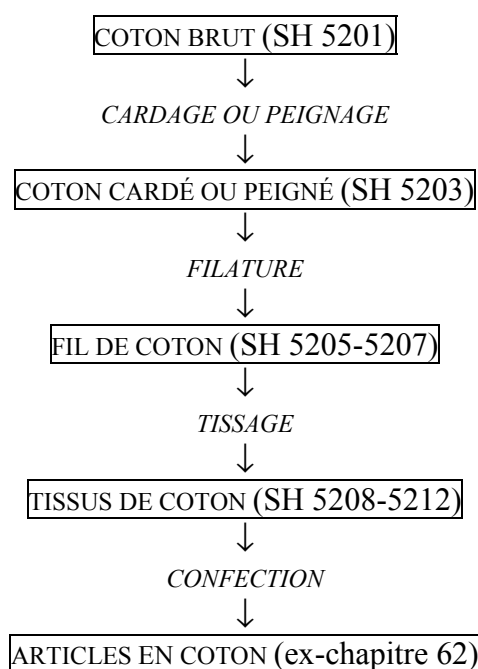 COTON BRUT (SH 5201)
↓
CARDAGE OU PEIGNAGE
↓
COTON CARDÉ OU PEIGNÉ (SH 5203)
↓
FILATURE
↓
FIL DE COTON (SH 5205-5207)
↓
TISSAGE
↓
TISSUS DE COTON (SH 5208-5212)
↓
CONFECTION
↓
ARTICLES EN COTON (ex-chapitre 62)